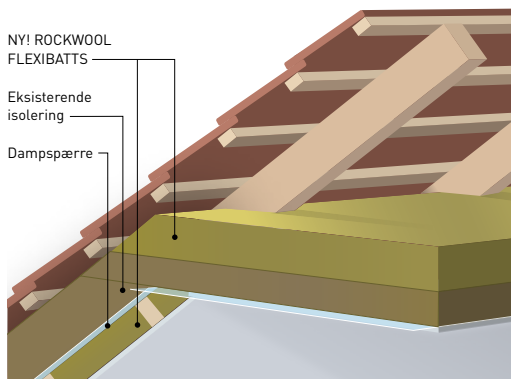 NY! ROCKWOOL
FLEXIBATTS
Eksisterende
isolering
Dampspærre